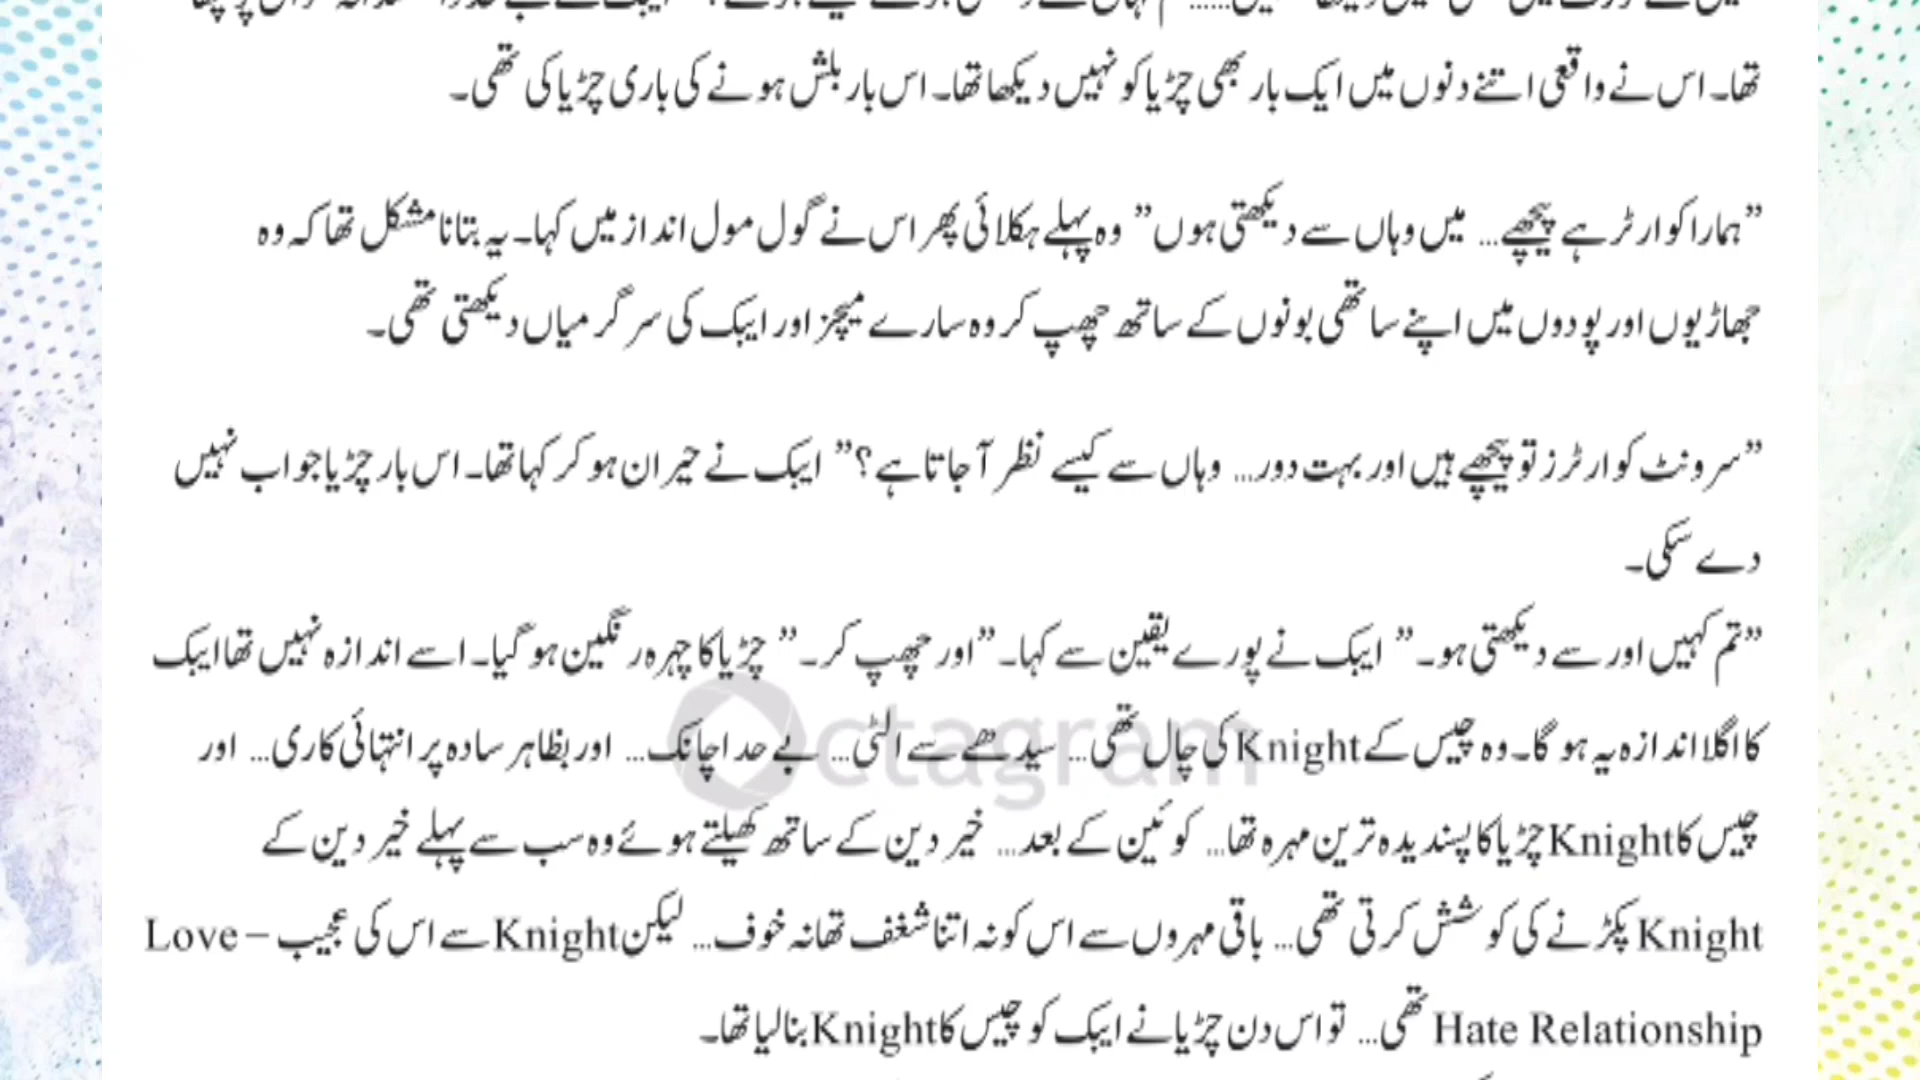 تھا۔ اس نے واقعی اتنے دنوں میں ایک بار بھی چڑیا کو نہیں دیکھا تھا۔ اس بار بلش ہونے کی باری چڑیا کی تھی۔
”ہمارا کوارٹر ہے پیچھے… میں وہاں سے دیکھتی ہوں” وہ پہلے ہکلائی پھر اس نے گول مول انداز میں کہا۔ یہ بتانا مشکل تھا کہ وہ
جھاڑیوں اور پودوں میں اپنے ساتھی بونوں کے ساتھ چھپ کر وہ سارے میچز اور ایبک کی سرگرمیاں دیکھتی تھی۔
”سرونٹ کوارٹرز تو پیچھے ہیں اور بہت دور… وہاں سے کیسے نظر آ جاتا ہے؟” ایبک نے حیران ہو کر کہا تھا۔ اس بار چڑیا جواب نہیں
دے سکی۔
”تم کہیں اور سے دیکھتی ہو۔” ایبک نے پورے یقین سے کہا۔ ”اور چھپ کر۔” چڑیا کا چہرہ رنگین ہو گیا۔ اسے اندازہ نہیں تھا ایبک
کا اگلا اندازہ یہ ہو گا۔ وہ چیس کے Knight کی چال تھی… سیدھے سے الٹی… بے حد اچانک… اور بظاہر سادہ پر انتہائی کاری… اور
چیس کا Knight چڑیا کا پسندیدہ ترین مہرہ تھا… کوئین کے بعد… خیر دین کے ساتھ کھیلتے ہوئے وہ سب سے پہلے خیر دین کے
Knight پکڑنے کی کوشش کرتی تھی… باقی مہروں سے اس کو نہ اتنا شغف تھا نہ خوف… لیکن Knight سے اس کی عجیب Love –
Hate Relationship تھی… تو اس دن چڑیا نے ایبک کو چیس کا Knight بنا لیا تھا۔
ctagram